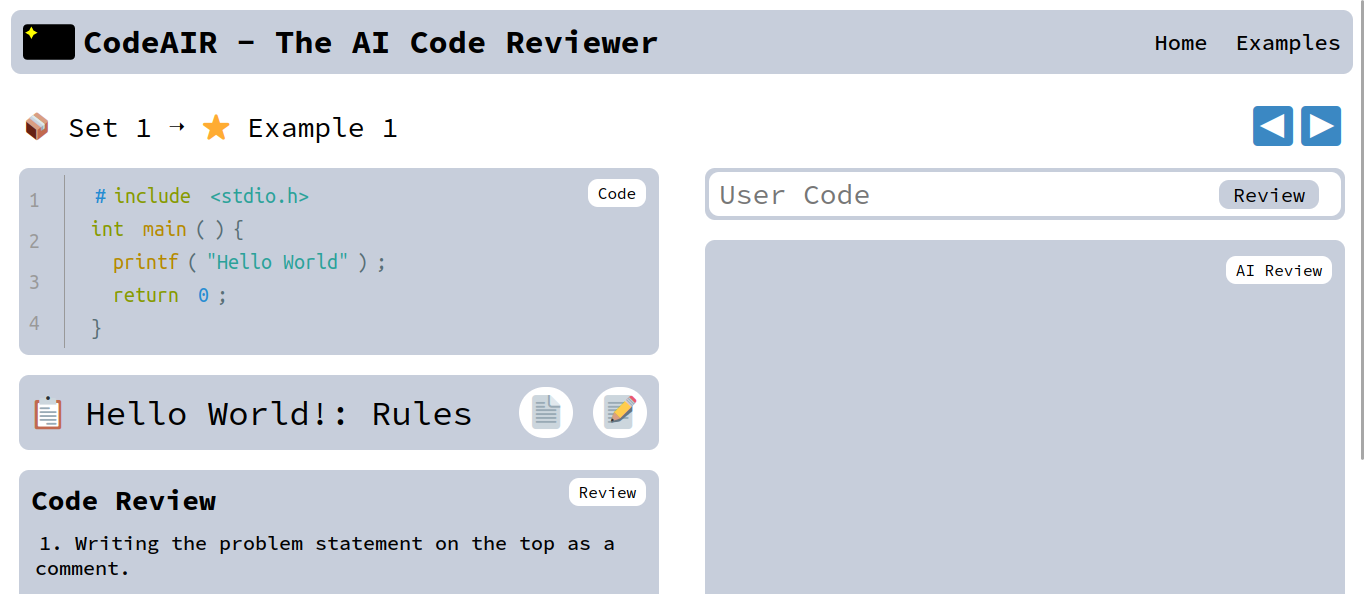 CodeAIR - The AI Code Reviewer
Home Examples
Set 1 → Example 1
Code
1 # include <stdio.h>
2 int main ( ) {
3 printf ( "Hello World" ) ;
4 return 0 ;
}
Hello World!: Rules
Code Review
Review
1. Writing the problem statement on the top as a
comment.
User Code
Review
AI Review